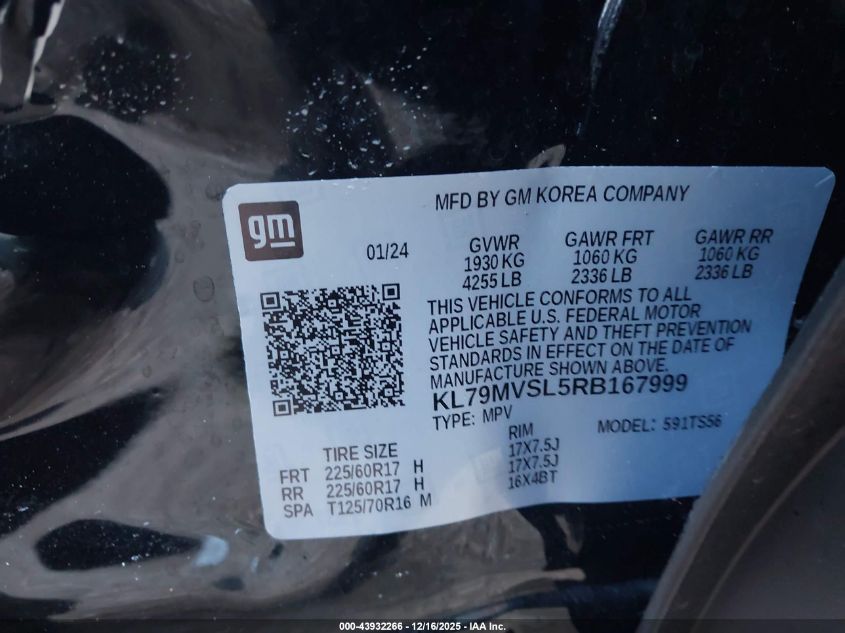 MFD BY GM KOREA COMPANY
gm
01/24
GVWR GAWR FRT GAWR RR
1930 KG 1060 KG 1060 KG
4255 LB 2336 LB 2336 LB
THIS VEHICLE CONFORMS TO ALL
APPLICABLE U.S. FEDERAL MOTOR
VEHICLE SAFETY AND THEFT PREVENTION
STANDARDS IN EFFECT ON THE DATE OF
MANUFACTURE SHOWN ABOVE.
KL79MVSL5RB167999
TYPE: MPV MODEL: 591TS56
TIRE SIZE RIM
FRT 225/60R17 H 17X7.5J
RR 225/60R17 H 17X7.5J
SPA T125/70R16 M 16X4BT
000-43932266 - 12/16/2025 - IAA Inc.